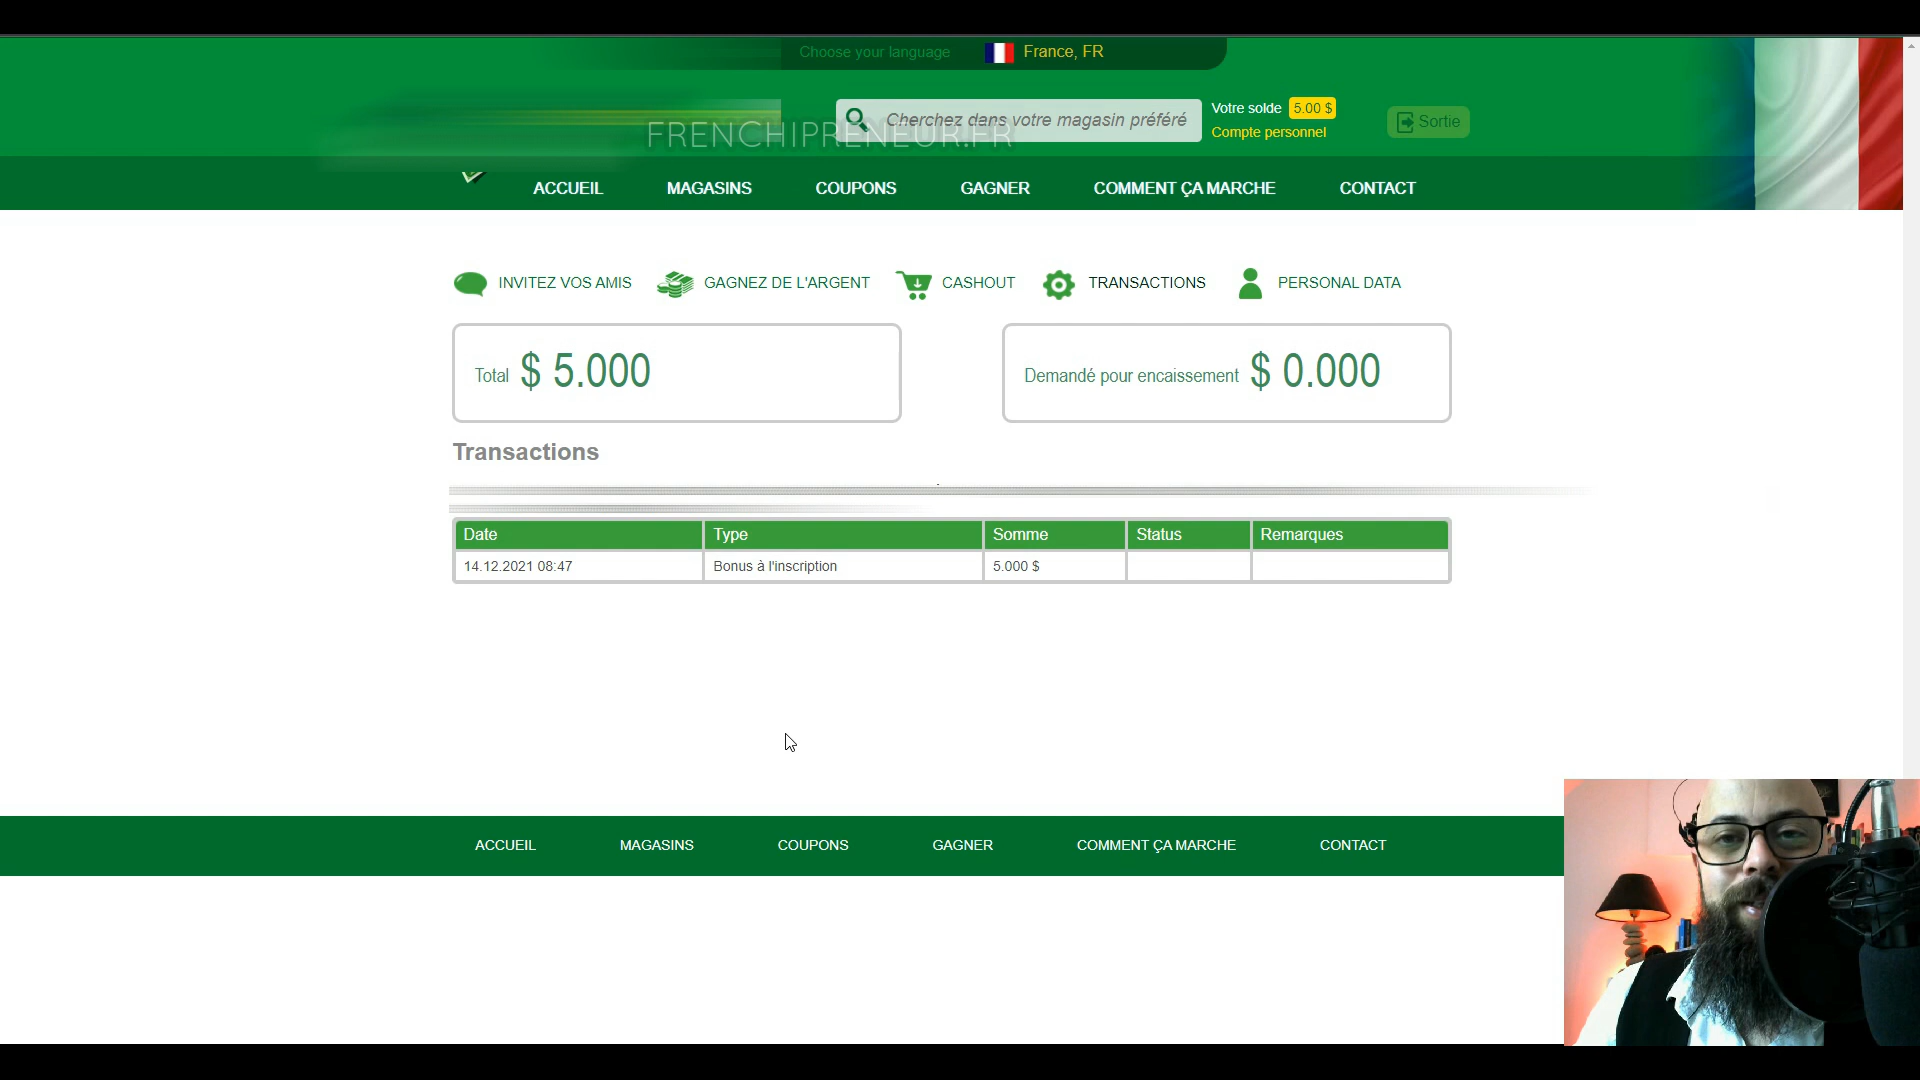 Choose your language France, FR
Cherchez dans votre magasin préféré
Votre solde 5.00 $
Compte personnel
Sortie
FRENCHIPRENEUR.FR
ACCUEIL MAGASINS COUPONS GAGNER COMMENT ÇA MARCHE CONTACT
INVITEZ VOS AMIS GAGNEZ DE L'ARGENT CASHOUT TRANSACTIONS PERSONAL DATA
Total $ 5.000
Demandé pour encaissement $ 0.000
Transactions
Date Type Somme Status Remarques
14.12.2021 08:47 Bonus à l'inscription 5.000 $
ACCUEIL MAGASINS COUPONS GAGNER COMMENT ÇA MARCHE CONTACT